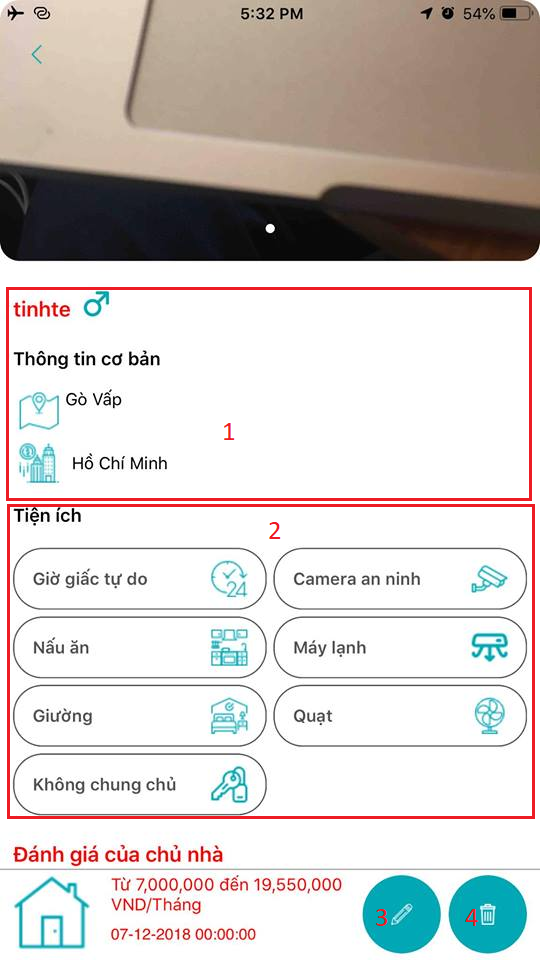 5:32 PM
54%
tinhte
Thông tin cơ bản
Gò Vấp
1
Hồ Chí Minh
Tiện ích
2
Giờ giấc tự do
24
Camera an ninh
Nấu ăn
Máy lạnh
Giường
Quạt
Không chung chủ
Đánh giá của chủ nhà
Từ 7,000,000 đến 19,550,000
VND/Tháng
07-12-2018 00:00:00
3
4